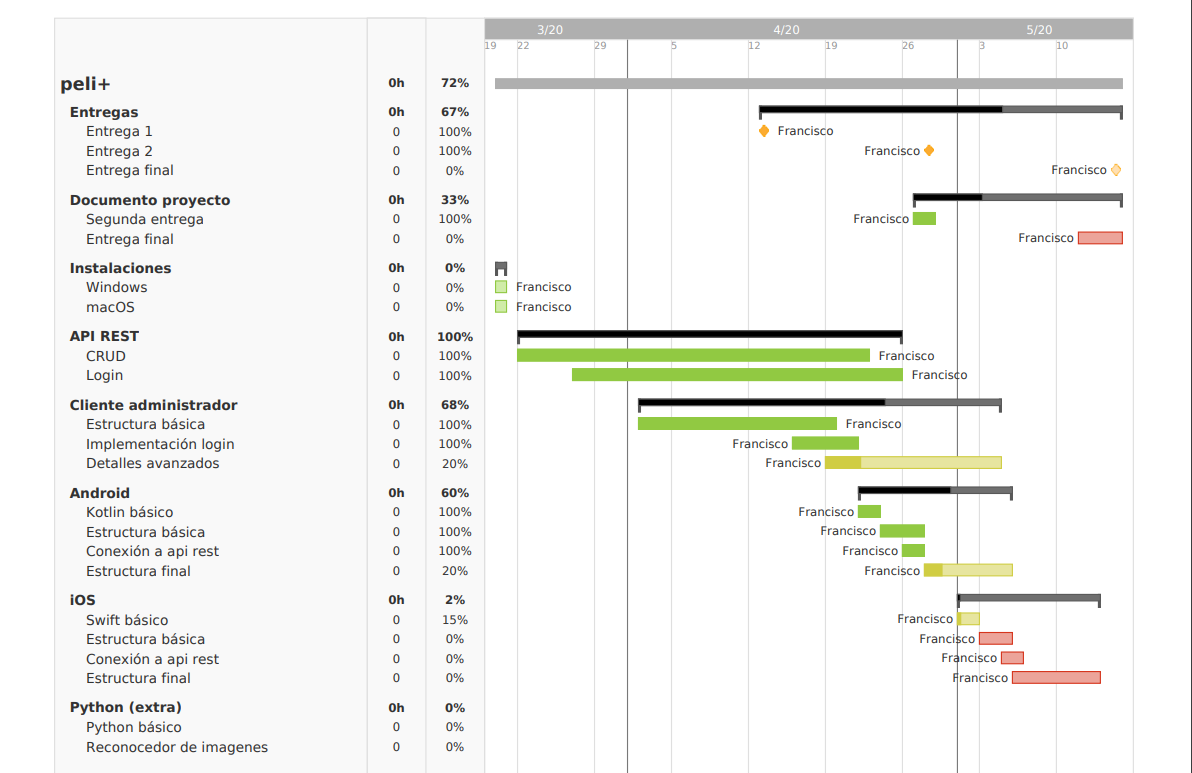 3/20 4/20 5/20
19 22 29 5 12 19 26 3 10
peli+ 0h 72%
Entregas 0h 67%
Entrega 1 0 100% Francisco
Entrega 2 0 100% Francisco
Entrega final 0 0% Francisco
Documento proyecto 0h 33%
Segunda entrega 0 100% Francisco
Entrega final 0 0% Francisco
Instalaciones 0h 0%
Windows 0 0% Francisco
macOS 0 0% Francisco
API REST 0h 100%
CRUD 0 100% Francisco
Login 0 100% Francisco
Cliente administrador 0h 68%
Estructura básica 0 100% Francisco
Implementación login 0 100% Francisco
Detalles avanzados 0 20% Francisco
Android 0h 60%
Kotlin básico 0 100% Francisco
Estructura básica 0 100% Francisco
Conexión a api rest 0 100% Francisco
Estructura final 0 20% Francisco
iOS 0h 2%
Swift básico 0 15% Francisco
Estructura básica 0 0% Francisco
Conexión a api rest 0 0% Francisco
Estructura final 0 0% Francisco
Python (extra) 0h 0%
Python básico 0 0%
Reconocedor de imagenes 0 0%